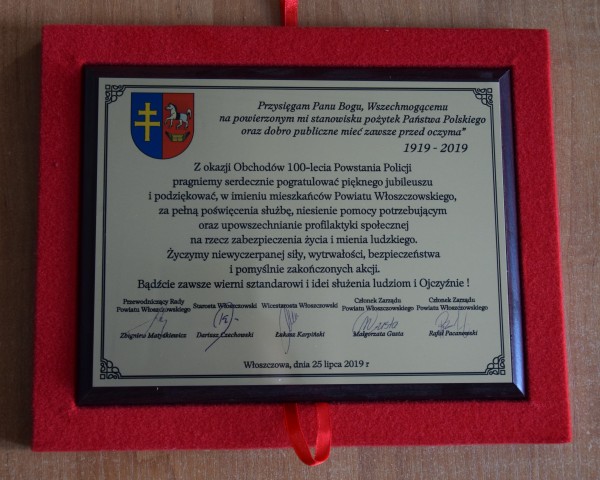 Przysięgam Panu Bogu, Wszechmogącemu
na powierzonym mi stanowisku pożytek Państwa Polskiego
oraz dobro publiczne mieć zawsze przed oczyma"
1919 - 2019
Z okazji Obchodów 100-lecia Powstania Policji
pragniemy serdecznie pogratulować pięknego jubileuszu
i podziękować, w imieniu mieszkańców Powiatu Włoszczowskiego,
za pełną poświęcenia służbę, niesienie pomocy potrzebującym
oraz upowszechnianie profilaktyki społecznej
na rzecz zabezpieczenia życia i mienia ludzkiego.
Życzymy niewyczerpanej siły, wytrwałości, bezpieczeństwa
i pomyślnie zakończonych akcji.
Bądźcie zawsze wierni sztandarowi i idei służenia ludziom i Ojczyźnie !
Przewodniczący Rady Powiatu Włoszczowskiego
Zbigniew Matyśkiewicz
Starosta Włoszczowski
Dariusz Czechowski
Wicestarosta Włoszczowski
Łukasz Karpiński
Członek Zarządu Powiatu Włoszczowskiego
Małgorzata Gusta
Członek Zarządu Powiatu Włoszczowskiego
Rafał Pacanowski
Włoszczowa, dnia 25 lipca 2019 r